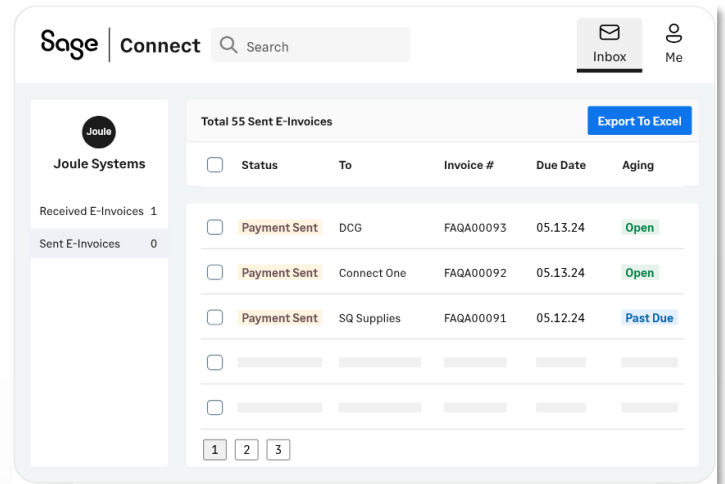 Sage Connect Search Inbox Me
Joule
Joule Systems
Received E-Invoices 1
Sent E-Invoices 0
Total 55 Sent E-Invoices Export To Excel
Status To Invoice # Due Date Aging
Payment Sent DCG FAQA00093 05.13.24 Open
Payment Sent Connect One FAQA00092 05.13.24 Open
Payment Sent SQ Supplies FAQA00091 05.12.24 Past Due
1 2 3